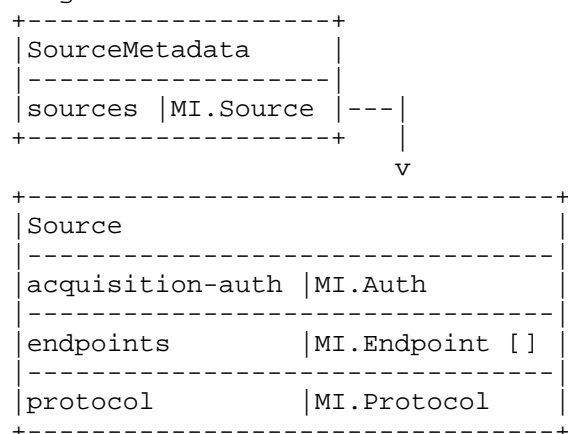 +-------------------+
|SourceMetadata     |
|-------------------|
|sources |MI.Source |---|
+-------------------+   |
                        v
+---------------------------------+
|Source                           |
|---------------------------------|
|acquisition-auth |MI.Auth        |
|---------------------------------|
|endpoints        |MI.Endpoint [] |
|---------------------------------|
|protocol         |MI.Protocol    |
+---------------------------------+